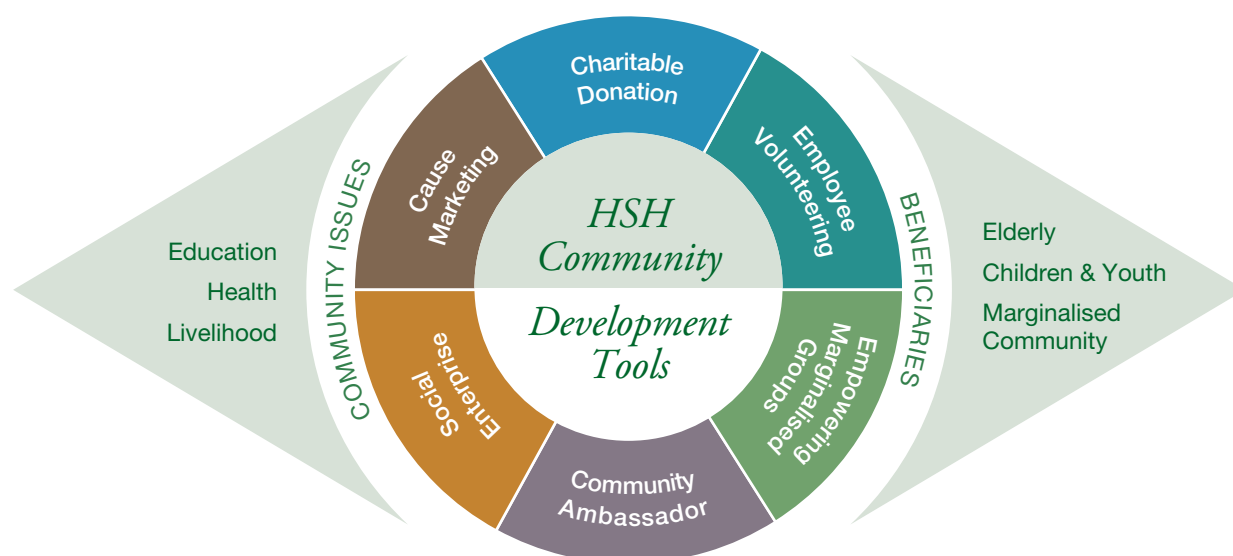 Charitable
Donation
Employee
Volunteering
Empowering
Marginalised
Groups
Community
Ambassador
Social
Enterprise
Cause
Marketing
HSH
Community
Development
Tools
COMMUNITY ISSUES
Education
Health
Livelihood
BENEFICIARIES
Elderly
Children & Youth
Marginalised
Community